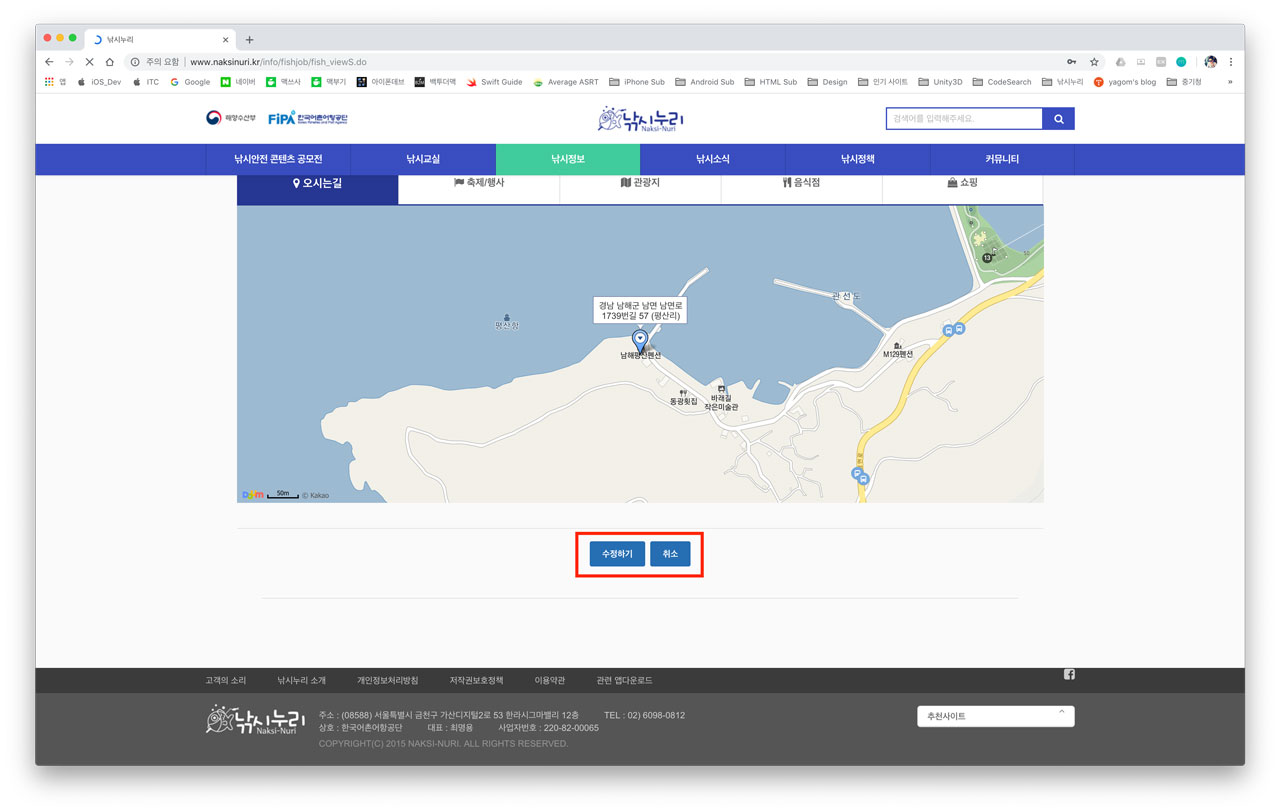 낚시누리
주의 요함 | www.naksinuri.kr/info/fishjob/fish_viewS.do
앱 iOS_Dev ITC Google 네이버 맥쓰사 맥부기 아이폰데브 백투더맥 Swift Guide Average ASRT iPhone Sub Android Sub HTML Sub Design 인기 사이트 Unity3D CodeSearch 낚시누리 yagom's blog 중기청 »
해양수산부 FiPA 한국어촌어항공단
낚시누리
Naksi-Nuri
검색어를 입력해주세요.
낚시안전 콘텐츠 공모전 낚시교실 낚시정보 낚시소식 낚시정책 커뮤니티
오시는길 축제/행사 관광지 음식점 쇼핑
13
50
관선도
경남 남해군 남면 남면로
1739번길 57 (평산리)
평산항
남해평산펜션
M129펜션
동광횟집
바래길
작은미술관
Daum 50m © Kakao
수정하기 취소
고객의 소리 낚시누리 소개 개인정보처리방침 저작권보호정책 이용약관 관련 앱다운로드
낚시누리
Naksi-Nuri
주소 : (08588) 서울특별시 금천구 가산디지털2로 53 한라시그마밸리 12층 TEL : 02) 6098-0812
상호 : 한국어촌어항공단 대표 : 최명용 사업자번호 : 220-82-00065
COPYRIGHT(C) 2015 NAKSI-NURI. ALL RIGHTS RESERVED.
추천사이트